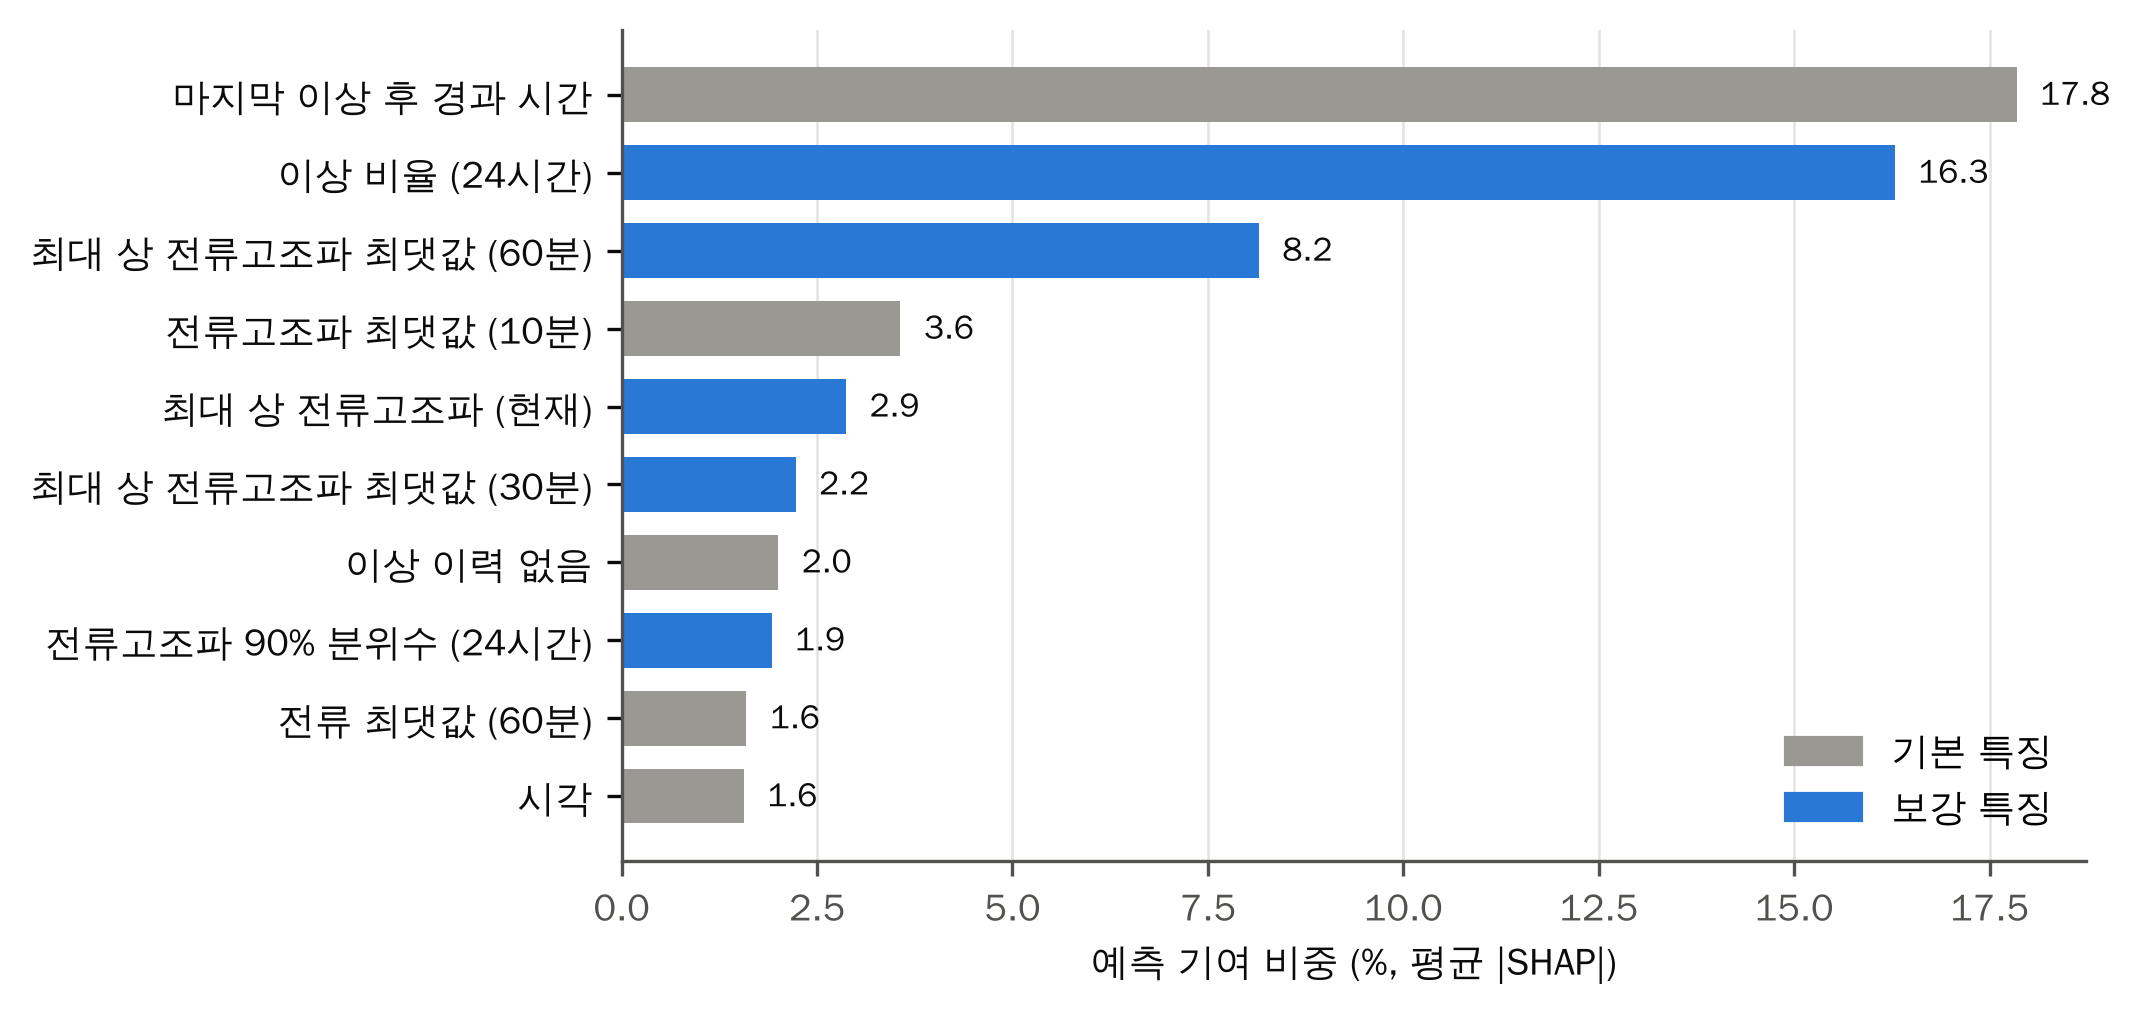 마지막 이상 후 경과 시간 17.8
이상 비율 (24시간) 16.3
최대 상 전류고조파 최댓값 (60분) 8.2
전류고조파 최댓값 (10분) 3.6
최대 상 전류고조파 (현재) 2.9
최대 상 전류고조파 최댓값 (30분) 2.2
이상 이력 없음 2.0
전류고조파 90% 분위수 (24시간) 1.9
전류 최댓값 (60분) 1.6
시각 1.6
기본 특징
보강 특징
0.0 2.5 5.0 7.5 10.0 12.5 15.0 17.5
예측 기여 비중 (%, 평균 |SHAP|)